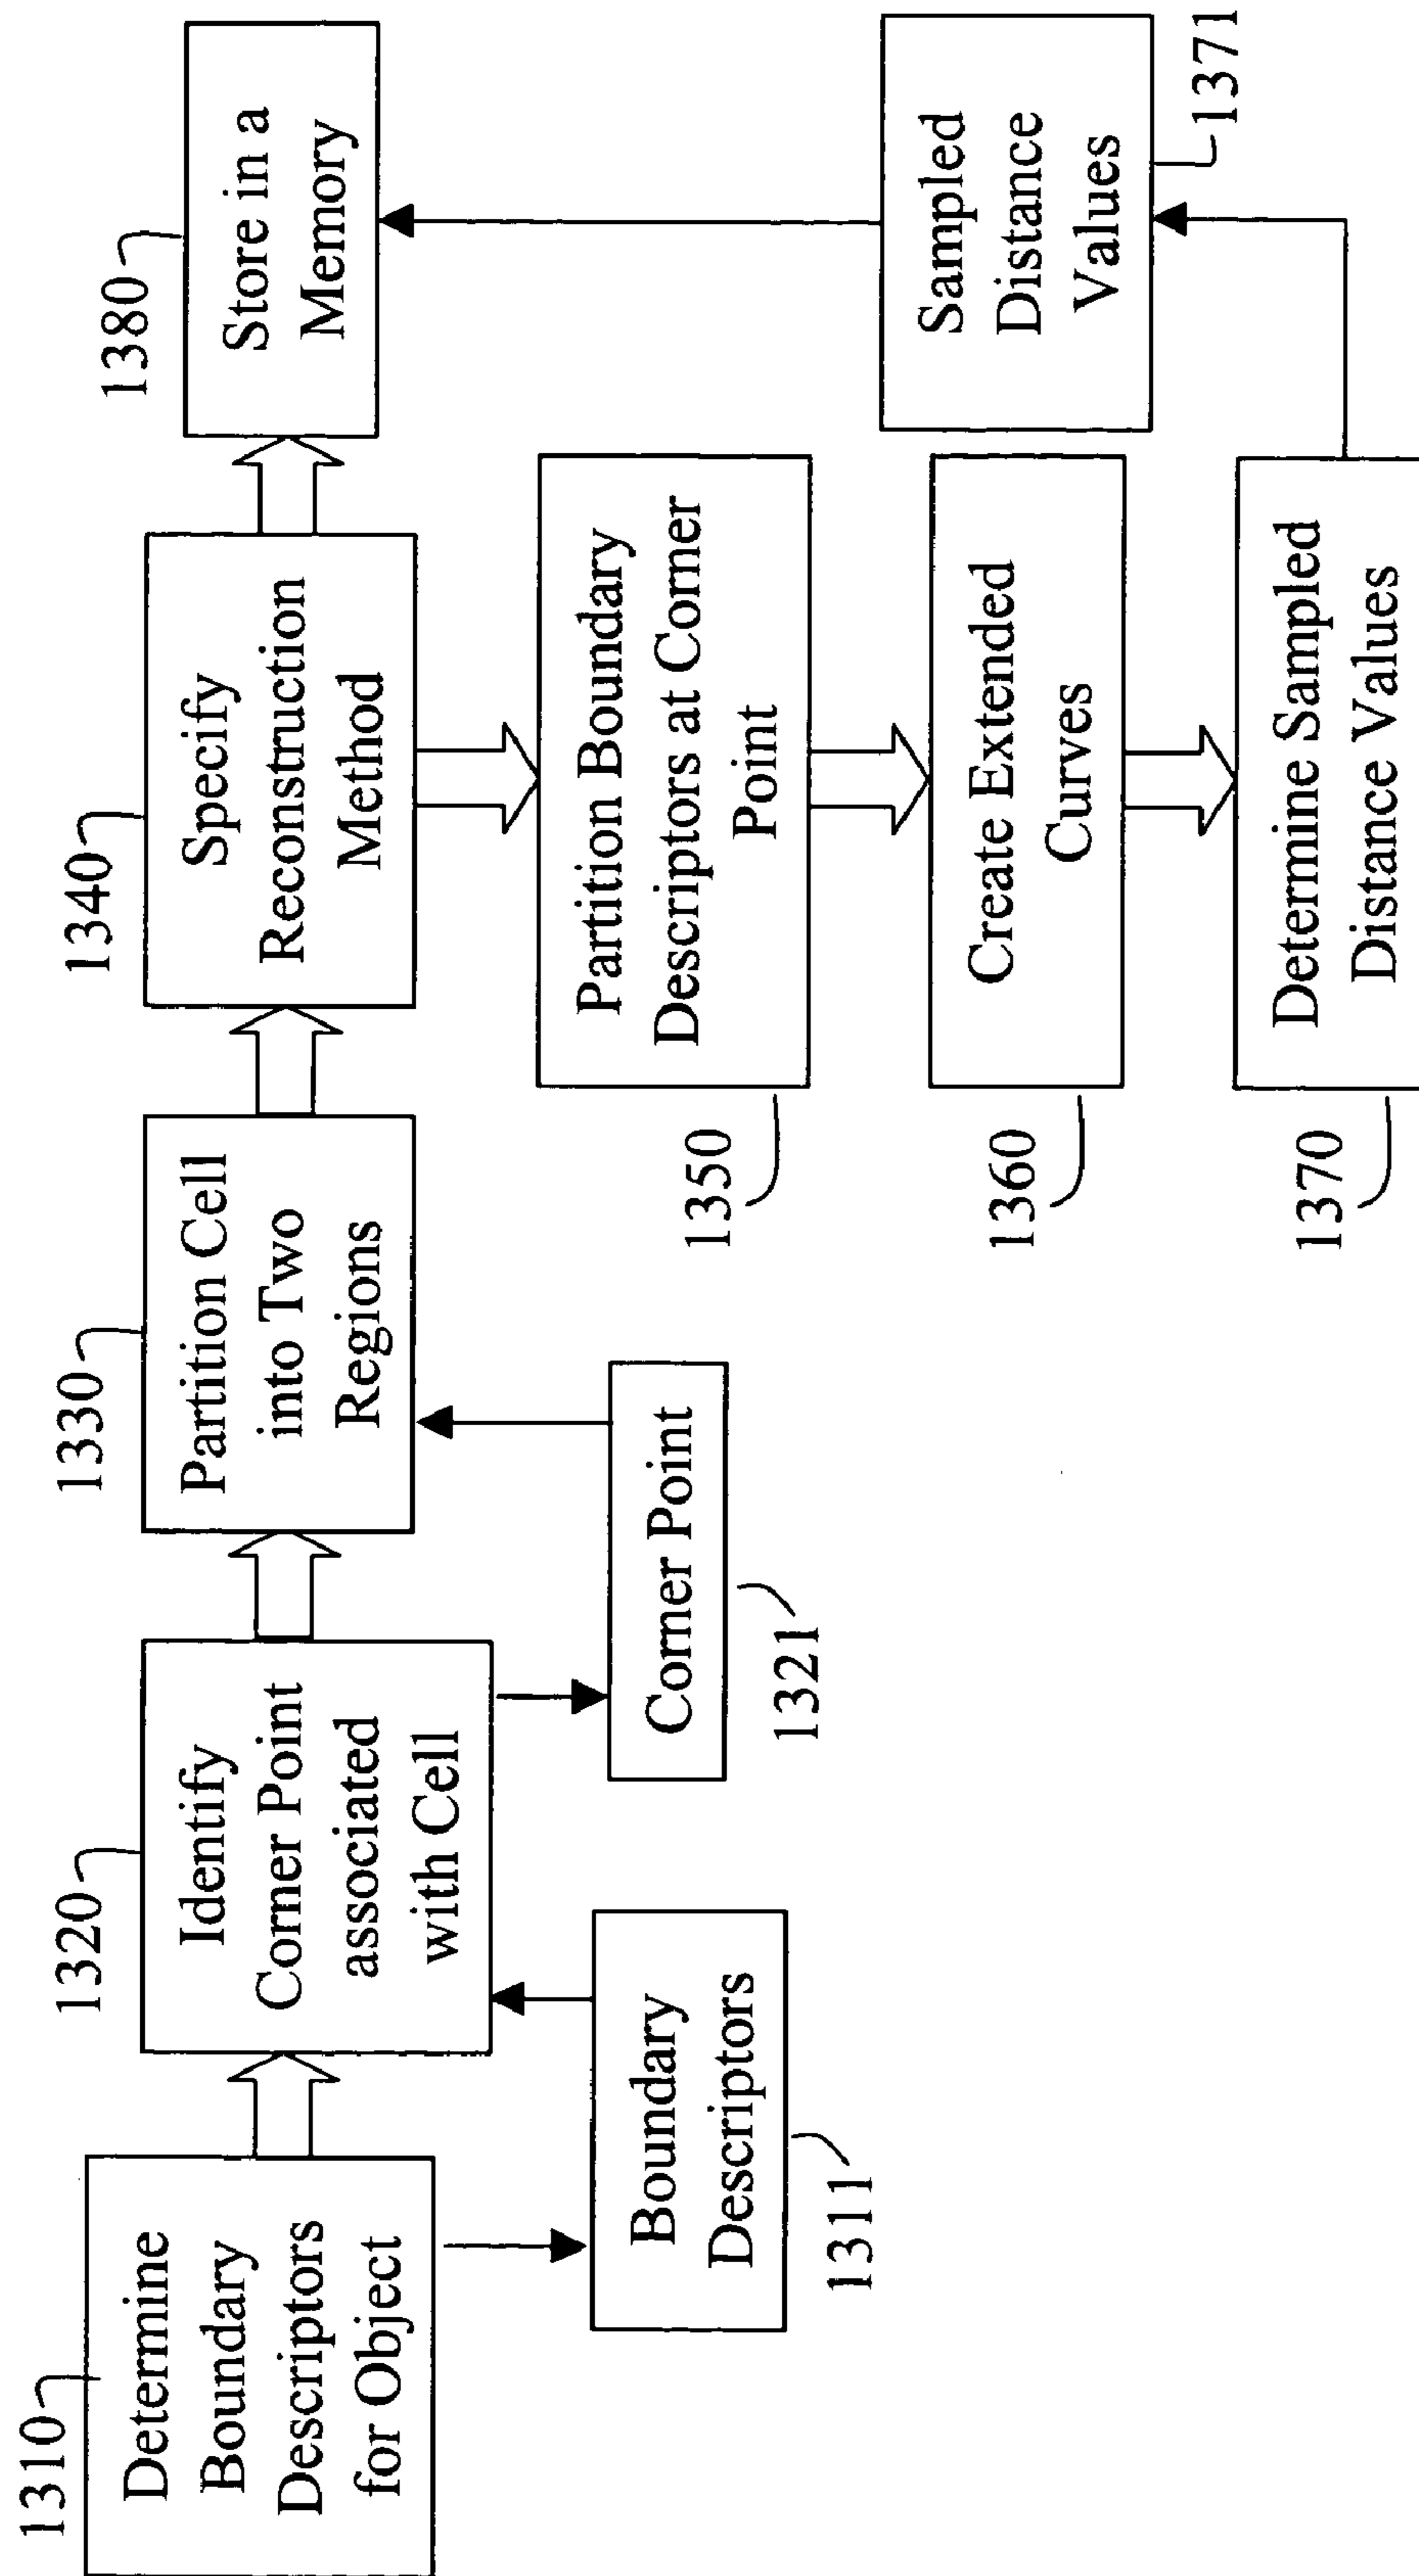 1310
Determine
Boundary
Descriptors
for Object
1311
Boundary
Descriptors
1320
Identify
Corner Point
associated
with Cell
1321
Corner Point
1330
Partition Cell
into Two
Regions
1340
Specify
Reconstruction
Method
1350
Partition Boundary
Descriptors at Corner
Point
1360
Create Extended
Curves
1370
Determine Sampled
Distance Values
1371
Sampled
Distance
Values
1380
Store in a
Memory